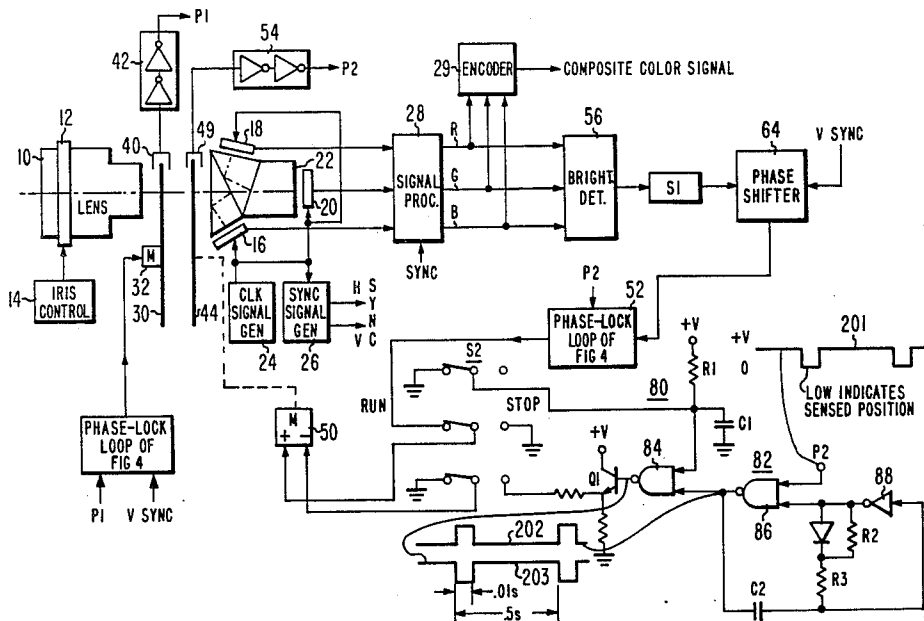 P1
42
54
P2
29
ENCODER
COMPOSITE COLOR SIGNAL
12
10
40
49
18
22
28
56
64
V SYNC
LENS
R
G
B
SIGNAL
PROC.
BRIGHT.
DET.
S1
PHASE
SHIFTER
20
16
SYNC
M
32
IRIS
CONTROL
14
30
44
CLK
SIGNAL
GEN
24
SYNC
SIGNAL
GEN
26
H S
Y
N
V C
P2
52
PHASE-LOCK
LOOP OF
FIG 4
+V
R1
+V
0
201
LOW INDICATES
SENSED POSITION
S2
80
RUN
STOP
C1
M
+ −
50
PHASE-LOCK
LOOP OF
FIG 4
P1
V SYNC
+V
Q1
84
82
P2
86
88
R2
R3
C2
202
203
.01s
.5s